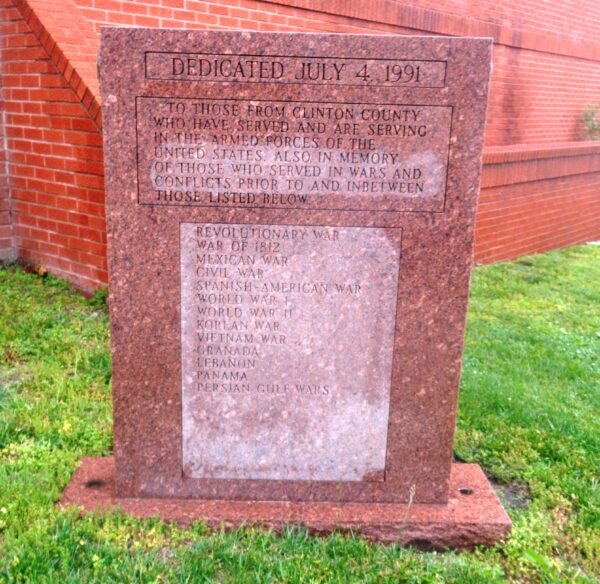 DEDICATED JULY 4, 1991
TO THOSE FROM CLINTON COUNTY
WHO HAVE SERVED AND ARE SERVING
IN THE ARMED FORCES OF THE
UNITED STATES. ALSO, IN MEMORY
OF THOSE WHO SERVED IN WARS AND
CONFLICTS PRIOR TO AND INBETWEEN
THOSE LISTED BELOW.
REVOLUTIONARY WAR
WAR OF 1812
MEXICAN WAR
CIVIL WAR
SPANISH-AMERICAN WAR
WORLD WAR I
WORLD WAR II
KOREAN WAR
VIETNAM WAR
GRANADA
LEBANON
PANAMA
PERSIAN GULF WARS